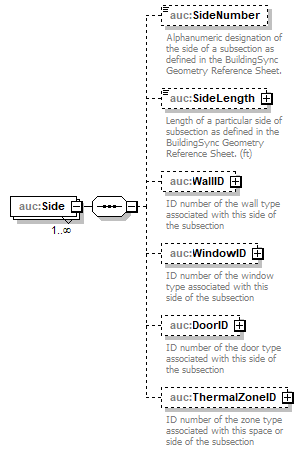 auc:SideNumber
Alphanumeric designation of
the side of a subsection as
defined in the BuildingSync
Geometry Reference Sheet.
auc:SideLength
Length of a particular side of
subsection as defined in the
BuildingSync Geometry
Reference Sheet. (ft)
auc:WallID
ID number of the wall type
associated with this side of
the subsection
auc:Side
1..∞
auc:WindowID
ID number of the window
type associated with this
side of the subsection
auc:DoorID
ID number of the door type
associated with this side of
the subsection
auc:ThermalZoneID
ID number of the zone type
associated with this space or
side of the subsection